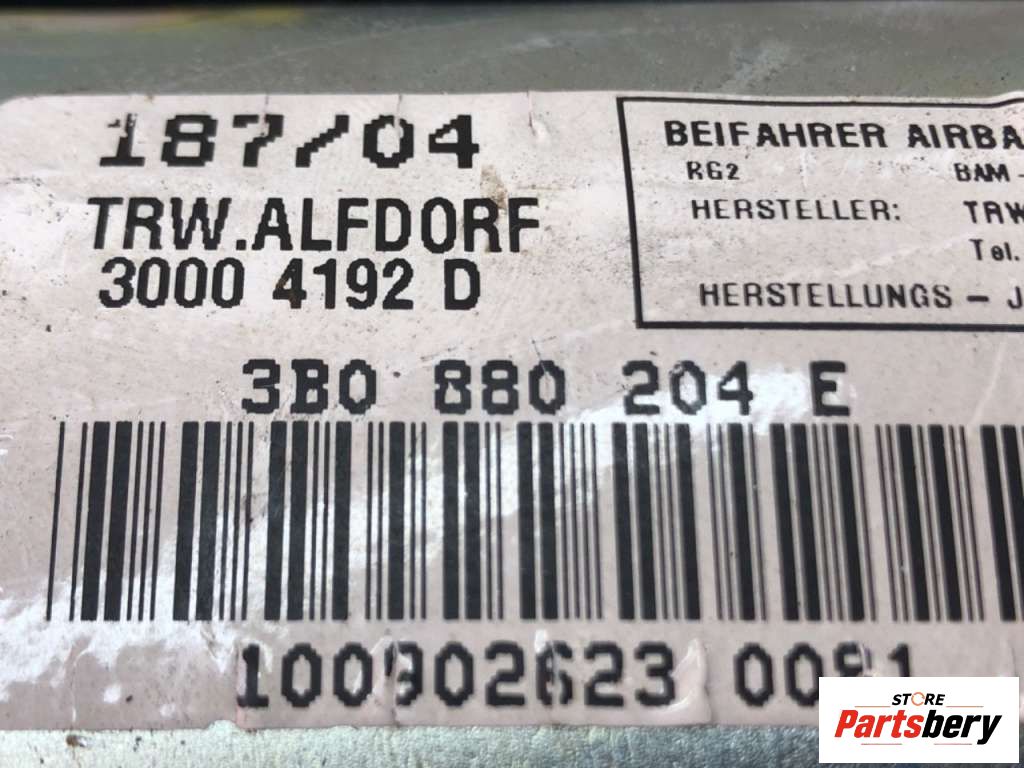 187/04
TRW.ALFDORF
3000 4192 D
BEIFAHRER AIRBA
RG2 BAM -
HERSTELLER: TRW
Tel.
HERSTELLUNGS - J
3B0 880 204 E
100902623
STORE
Partsbery